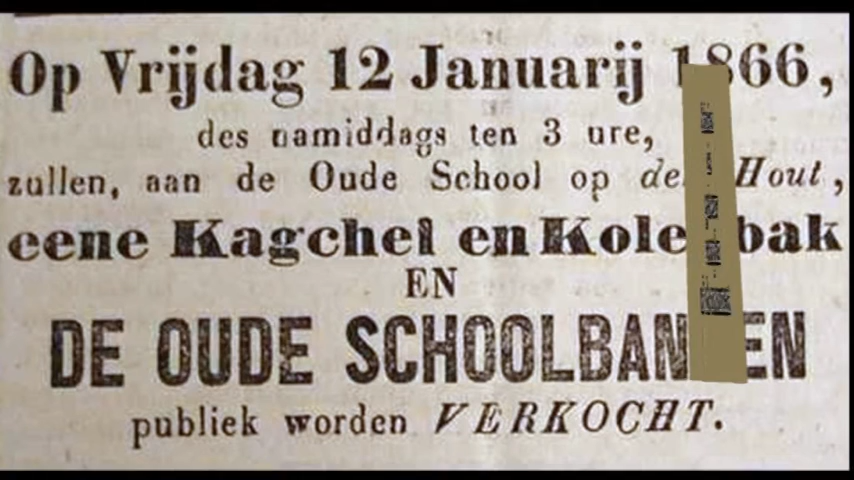 Op Vrijdag 12 Januarij 1866,
des namiddags ten 3 ure,
zullen, aan de Oude School op Hout,
eene Kagchel en
EN
DE OUDE
publiek worden VERKOCHT.